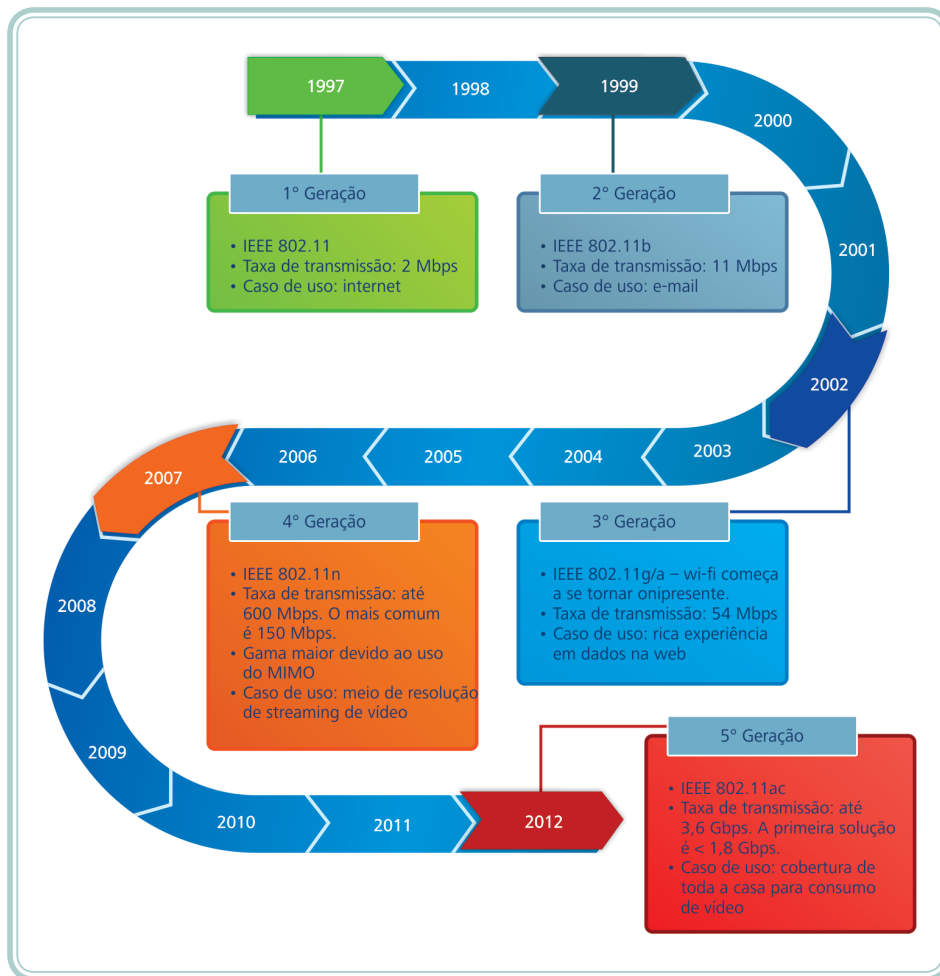 1997
1998
1999
2000
2001
2002
2003
2004
2005
2006
2007
2008
2009
2010
2011
2012
1° Geração
• IEEE 802.11
• Taxa de transmissão: 2 Mbps
• Caso de uso: internet
2° Geração
• IEEE 802.11b
• Taxa de transmissão: 11 Mbps
• Caso de uso: e-mail
3° Geração
• IEEE 802.11g/a – wi-fi começa
a se tornar onipresente.
• Taxa de transmissão: 54 Mbps
• Caso de uso: rica experiência
em dados na web
4° Geração
• IEEE 802.11n
• Taxa de transmissão: até
600 Mbps. O mais comum
é 150 Mbps.
• Gama maior devido ao uso
do MIMO
• Caso de uso: meio de resolução
de streaming de vídeo
5° Geração
• IEEE 802.11ac
• Taxa de transmissão: até
3,6 Gbps. A primeira solução
é < 1,8 Gbps.
• Caso de uso: cobertura de
toda a casa para consumo
de vídeo